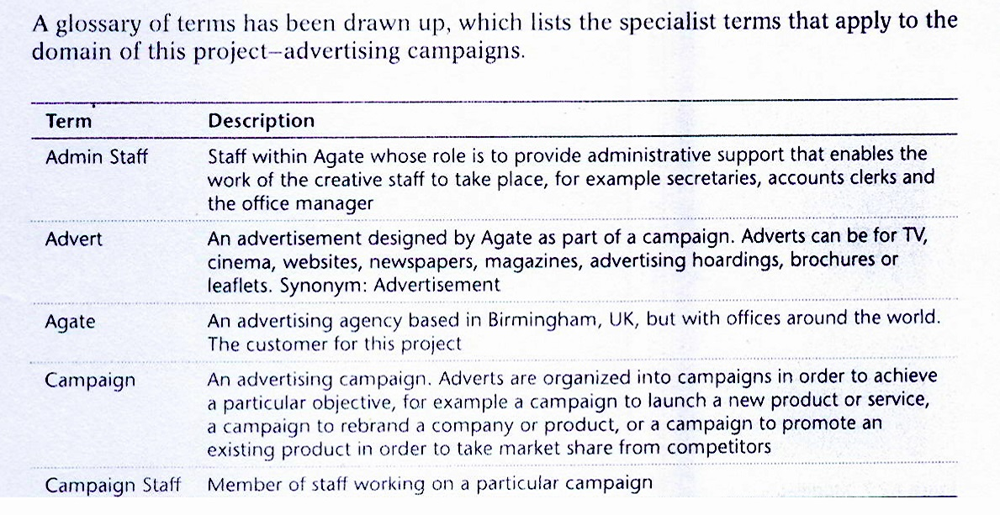 A glossary of terms has been drawn up, which lists the specialist terms that apply to the
domain of this project–advertising campaigns.
Term Description
Admin Staff Staff within Agate whose role is to provide administrative support that enables the
work of the creative staff to take place, for example secretaries, accounts clerks and
the office manager
Advert An advertisement designed by Agate as part of a campaign. Adverts can be for TV,
cinema, websites, newspapers, magazines, advertising hoardings, brochures or
leaflets. Synonym: Advertisement
Agate An advertising agency based in Birmingham, UK, but with offices around the world.
The customer for this project
Campaign An advertising campaign. Adverts are organized into campaigns in order to achieve
a particular objective, for example a campaign to launch a new product or service,
a campaign to rebrand a company or product, or a campaign to promote an
existing product in order to take market share from competitors
Campaign Staff Member of staff working on a particular campaign